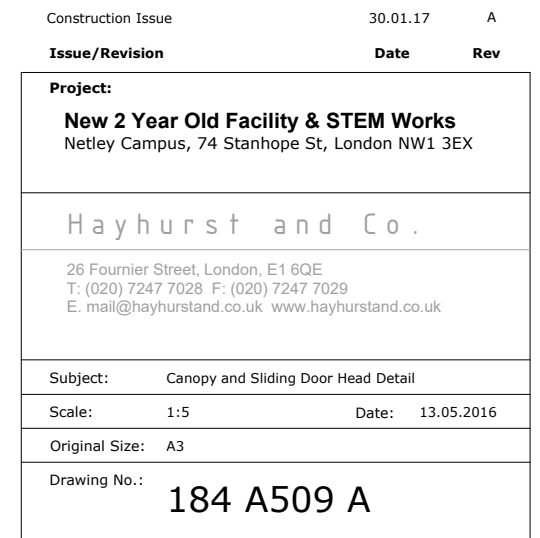 Construction Issue 30.01.17 A
Issue/Revision Date Rev
Project:
New 2 Year Old Facility & STEM Works
Netley Campus, 74 Stanhope St, London NW1 3EX
Hayhurst and Co.
26 Fournier Street, London, E1 6QE
T: (020) 7247 7028 F: (020) 7247 7029
E. mail@hayhurstand.co.uk www.hayhurstand.co.uk
Subject: Canopy and Sliding Door Head Detail
Scale: 1:5 Date: 13.05.2016
Original Size: A3
Drawing No.: 184 A509 A